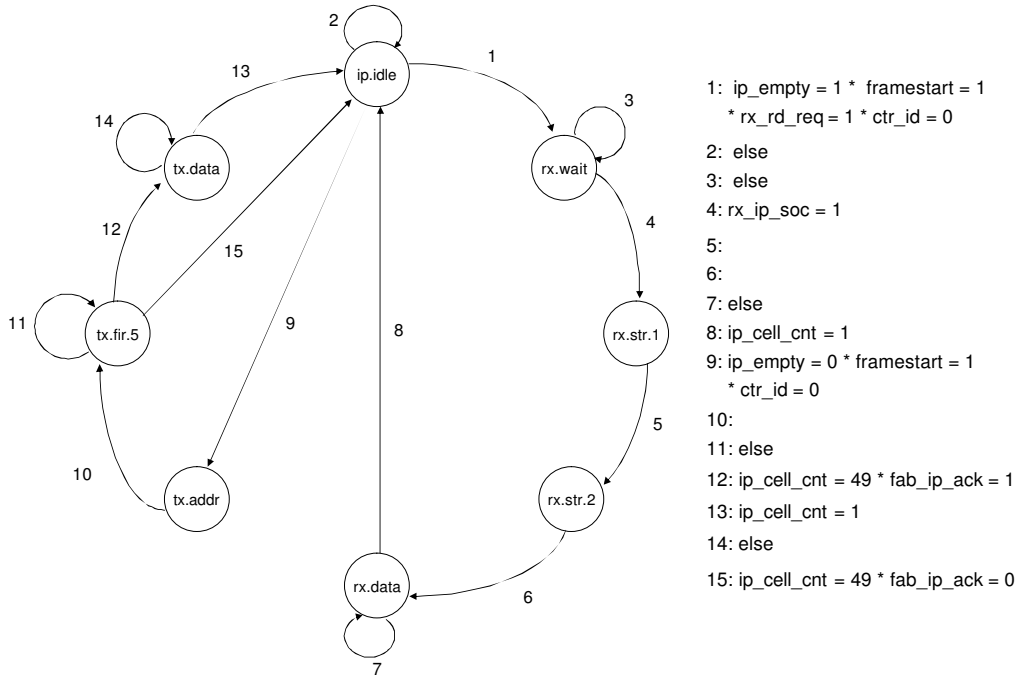 2
ip.idle
1
13
14
tx.data
3
rx.wait
12
15
4
11
tx.fir.5
9
8
rx.str.1
5
10
tx.addr
rx.str.2
rx.data
6
7
1: ip_empty = 1 * framestart = 1
* rx_rd_req = 1 * ctr_id = 0
2: else
3: else
4: rx_ip_soc = 1
5:
6:
7: else
8: ip_cell_cnt = 1
9: ip_empty = 0 * framestart = 1
* ctr_id = 0
10:
11: else
12: ip_cell_cnt = 49 * fab_ip_ack = 1
13: ip_cell_cnt = 1
14: else
15: ip_cell_cnt = 49 * fab_ip_ack = 0